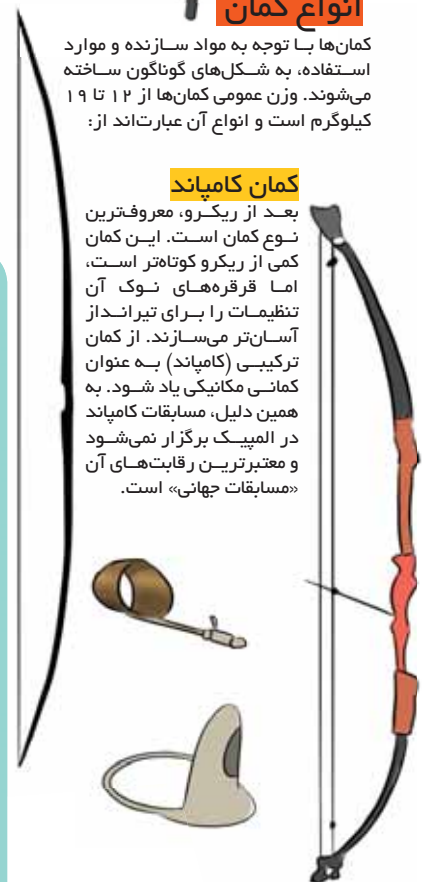 انواع کمان
کمان‌ها بـا توجه به مواد سـازنده و موارد
اسـتفاده، به شـکل‌های گوناگون سـاخته
می‌شوند. وزن عمومی کمان‌ها از ۱۲ تا ۱۹
کیلوگرم است و انواع آن عبارت‌اند از:
کمان کامپاند
بعـد از ریکـرو، معروف‌ترین
نـوع کمان اسـت. ایـن کمان
کمی از ریکرو کوتاه‌تر اسـت،
اما قرقره‌هـای نـوک آن
تنظیمـات را بـرای تیرانـداز
آسـان‌تر می‌سـازند. از کمان
ترکیبـی (کامپاند) بـه عنوان
کمانـی مکانیکی یاد شـود. به
همین دلیل، مسابقات کامپاند
در المپیـک برگزار نمی‌شـود
و معتبرتریـن رقابت‌هـای آن
«مسابقات جهانی» است.